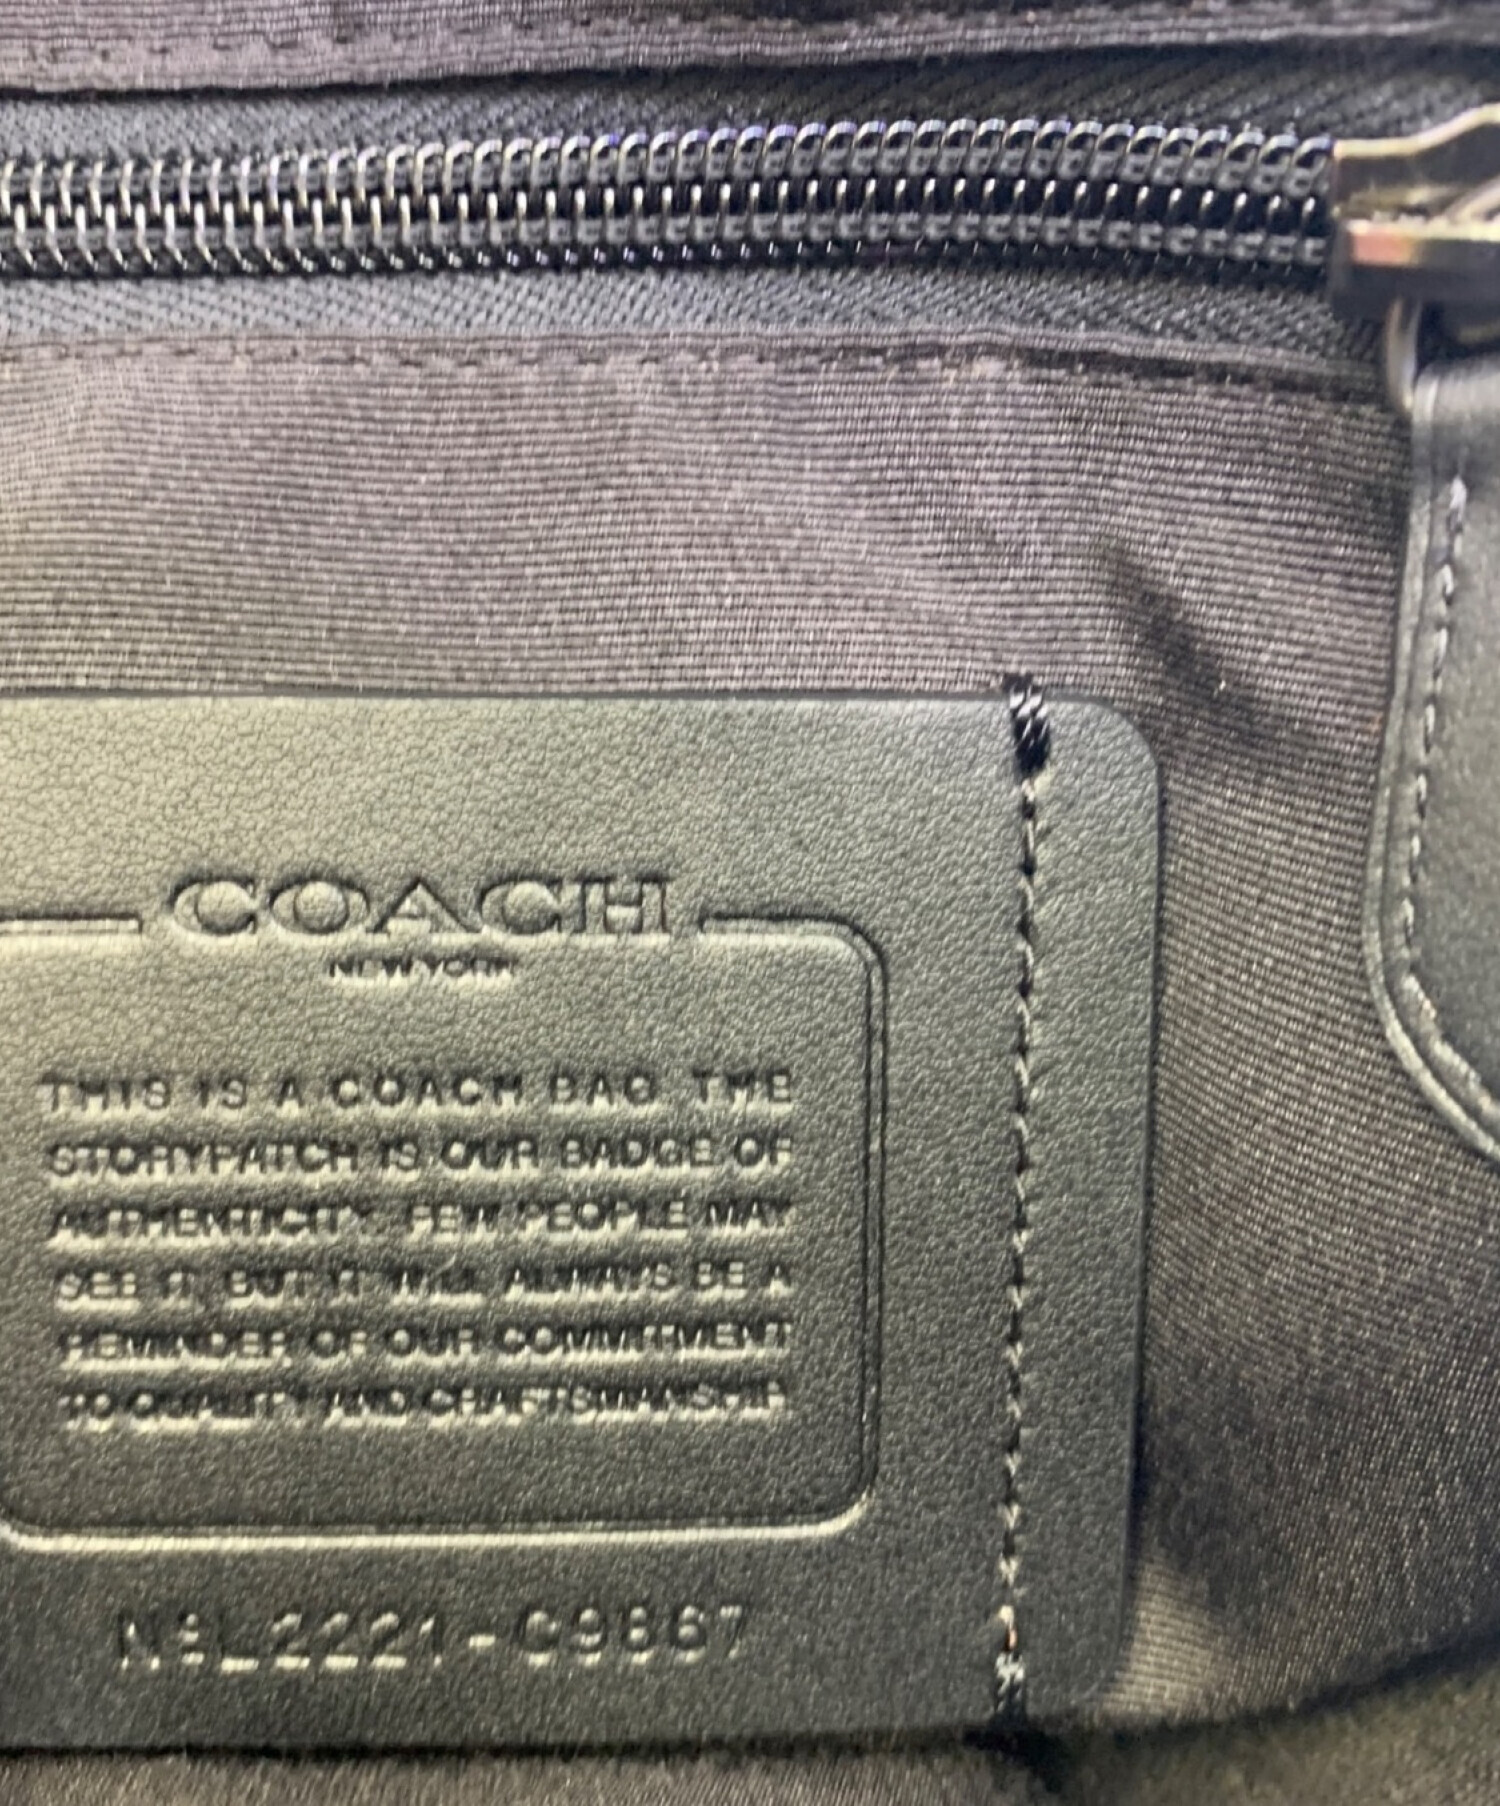 COACH
NEW YORK
THIS IS A COACH BAG. THE
STORYPATCH IS OUR BADGE OF
AUTHENTICITY. FEW PEOPLE MAY
SEE IT, BUT IT WILL ALWAYS BE A
REMINDER OF OUR COMMITMENT
TO QUALITY AND CRAFTSMANSHIP.
Nº L2221-C9867